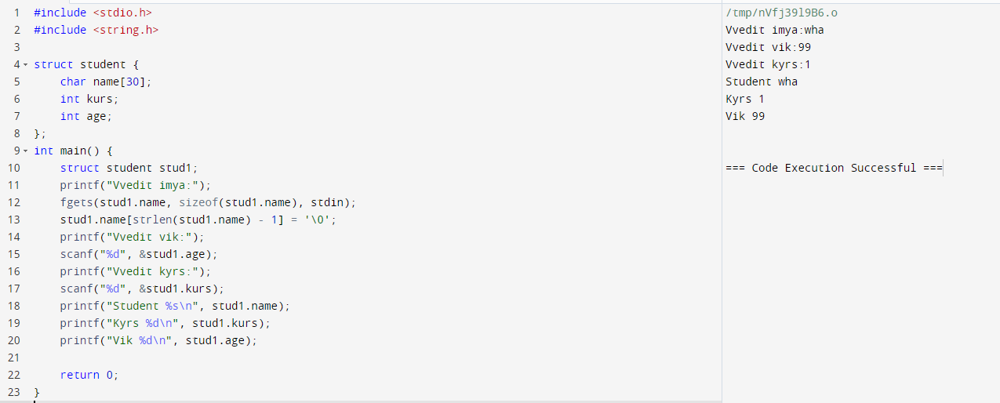 1 #include <stdio.h>
2 #include <string.h>
3
4 struct student {
5     char name[30];
6     int kurs;
7     int age;
8 };
9 int main() {
10     struct student stud1;
11     printf("Vvedit imya:");
12     fgets(stud1.name, sizeof(stud1.name), stdin);
13     stud1.name[strlen(stud1.name) - 1] = '\0';
14     printf("Vvedit vik:");
15     scanf("%d", &stud1.age);
16     printf("Vvedit kyrs:");
17     scanf("%d", &stud1.kurs);
18     printf("Student %s\n", stud1.name);
19     printf("Kyrs %d\n", stud1.kurs);
20     printf("Vik %d\n", stud1.age);
21
22     return 0;
23 }
/tmp/nVfj39l9B6.o
Vvedit imya:wha
Vvedit vik:99
Vvedit kyrs:1
Student wha
Kyrs 1
Vik 99
=== Code Execution Successful ===